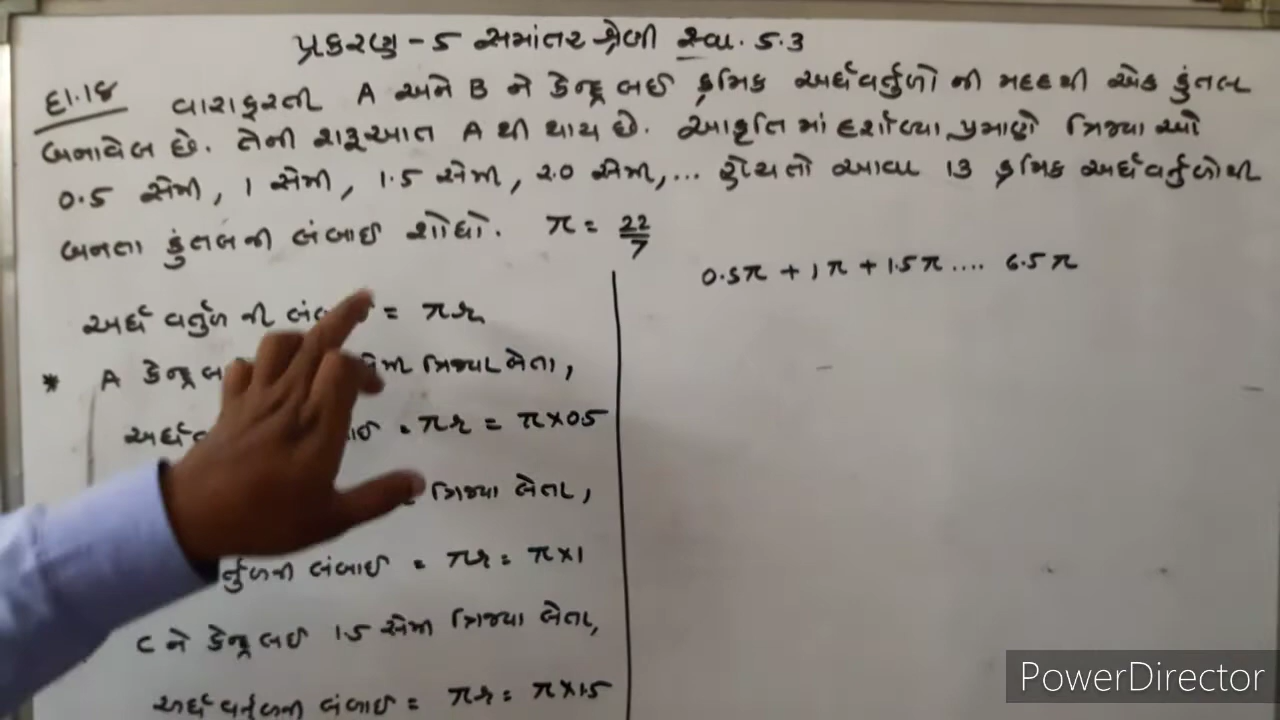 પ્રકરણ - 5 સમાંતર શ્રેણી સ્વા. 5.3
દા.18 વારાફરતી A અને B ને કેન્દ્ર લઈ ક્રમિક અર્ધવર્તુળો ની મદદથી એક કુંતલ
બનાવેલ છે. તેની શરૂઆત A થી થાય છે. આકૃતિ માં દર્શાવ્યા પ્રમાણે ત્રિજ્યા ઓ
0.5 સેમી, 1 સેમી, 1.5 સેમી, 2.0 સેમી,... હોય તો આવા 13 ક્રમિક અર્ધવર્તુળોથી
બનતા કુંતલની લંબાઈ શોધો. π = 22/7
અર્ધ વર્તુળ ની = πr
* A કેન્દ્ર ત્રિજ્યા લેતા,
πr = π×0.5
ત્રિજ્યા લેતા,
લંબાઈ = πr = π×1
C ને કેન્દ્ર લઈ 1.5 સેમી ત્રિજ્યા લેતા,
અર્ધ વર્તુળની લંબાઈ = πr = π×1.5
0.5π + 1π + 1.5π .... 6.5π
PowerDirector